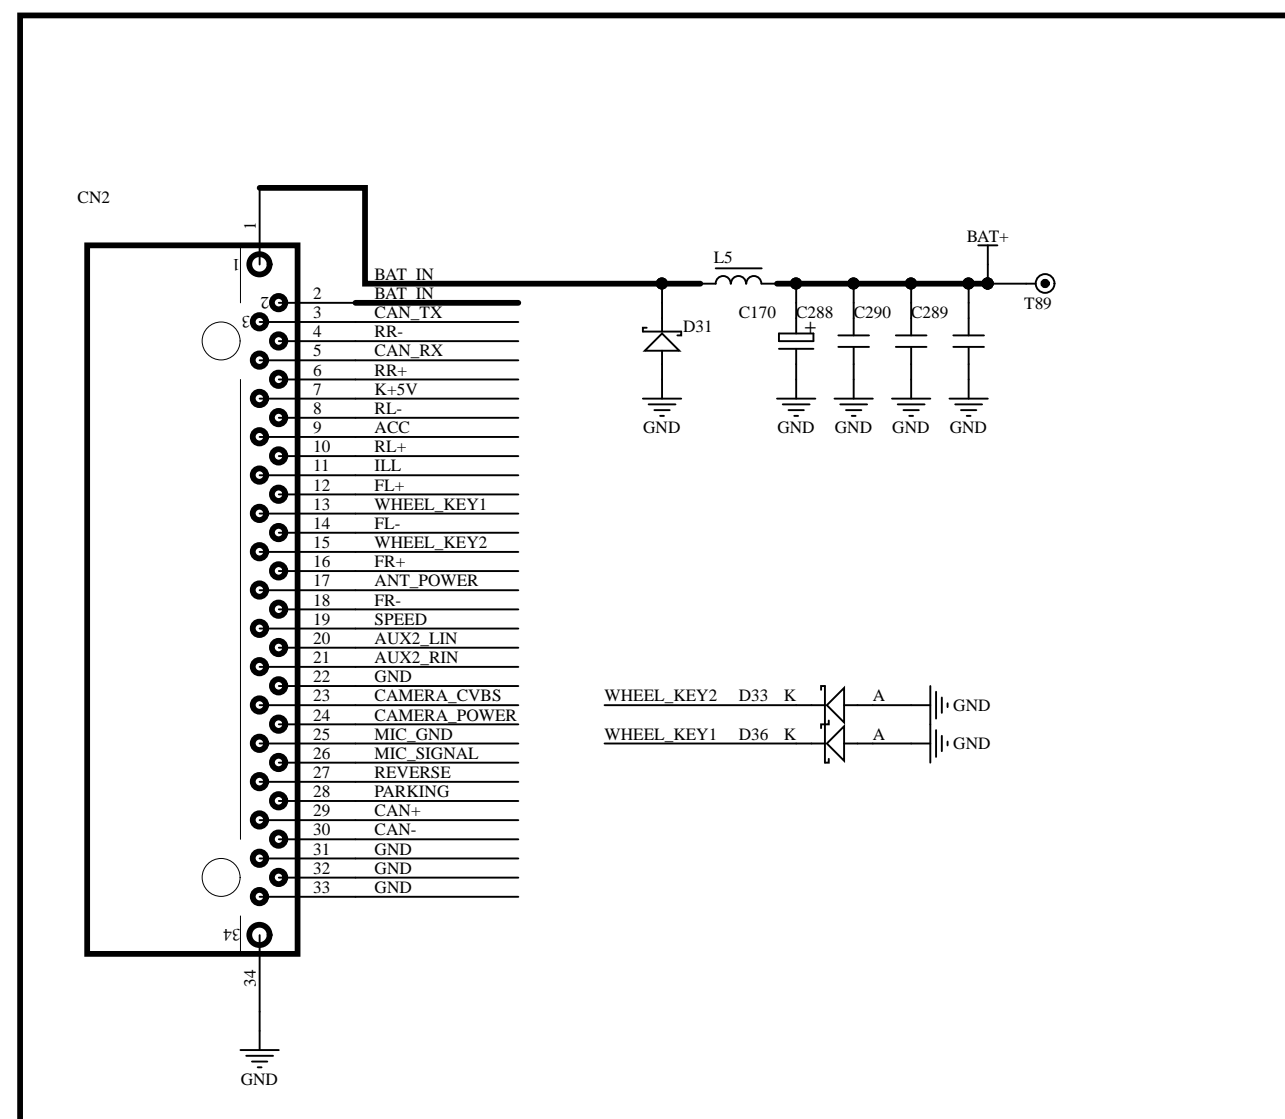 CN2
1
1
BAT_IN
2
2 BAT_IN
3
3 CAN_TX
4 RR-
5 CAN_RX
6 RR+
7 K+5V
8 RL-
9 ACC
10 RL+
11 ILL
12 FL+
13 WHEEL_KEY1
14 FL-
15 WHEEL_KEY2
16 FR+
17 ANT_POWER
18 FR-
19 SPEED
20 AUX2_LIN
21 AUX2_RIN
22 GND
23 CAMERA_CVBS
24 CAMERA_POWER
25 MIC_GND
26 MIC_SIGNAL
27 REVERSE
28 PARKING
29 CAN+
30 CAN-
31 GND
32 GND
33 GND
34
34
GND
L5
BAT+
T89
D31
C170 C288 C290 C289
+
GND GND GND GND GND
WHEEL_KEY2 D33 K A GND
WHEEL_KEY1 D36 K A GND